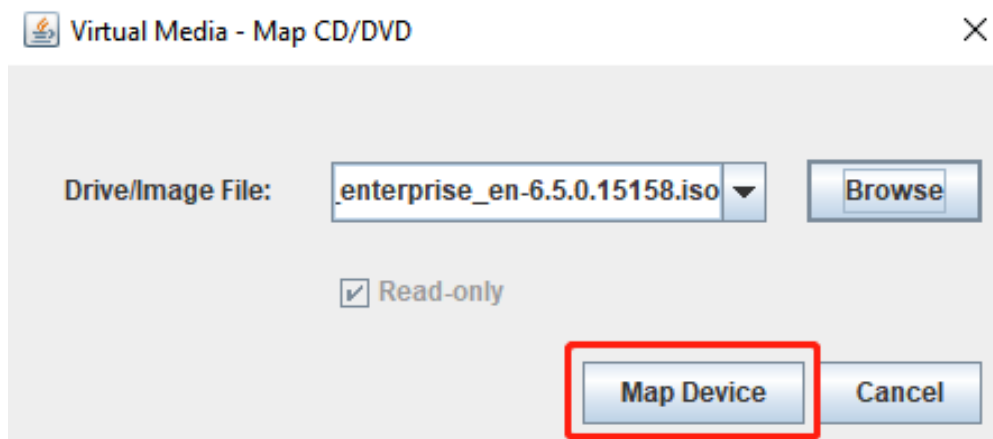 Virtual Media - Map CD/DVD
Drive/Image File:
_enterprise_en-6.5.0.15158.iso
Browse
Read-only
Map Device
Cancel